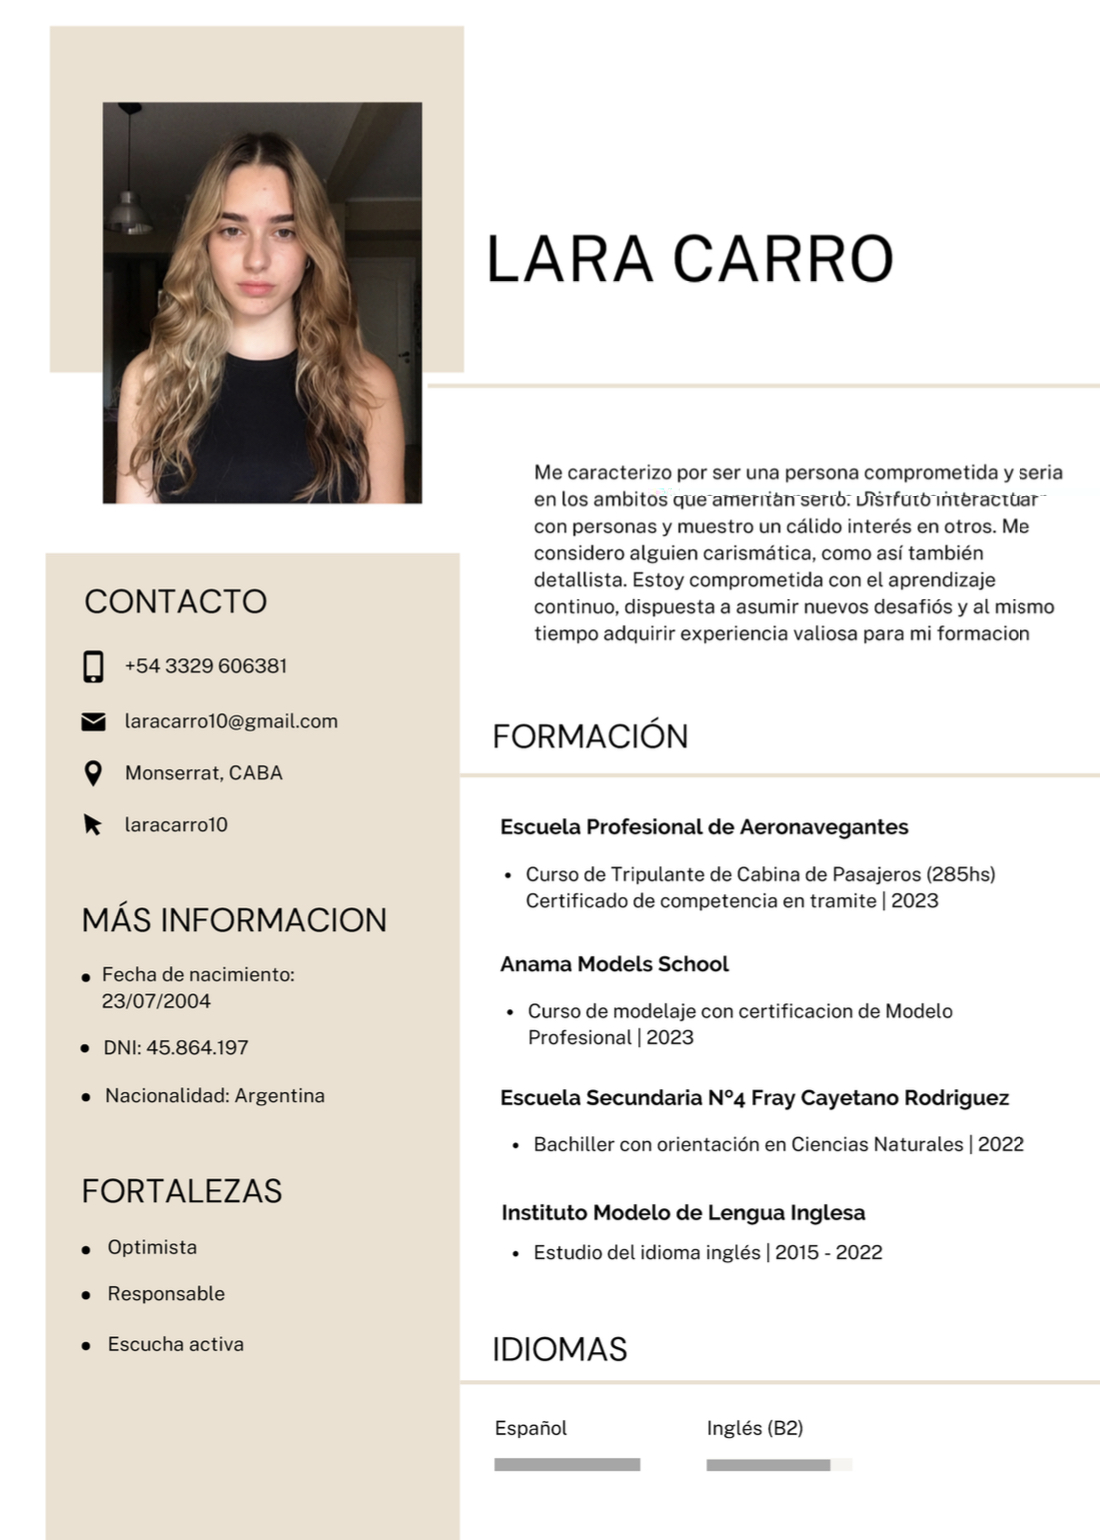 LARA CARRO
Me caracterizo por ser una persona comprometida y seria
en los ambitos que ameritan serlo. Disfruto interactuar
con personas y muestro un cálido interés en otros. Me
considero alguien carismática, como así también
detallista. Estoy comprometida con el aprendizaje
continuo, dispuesta a asumir nuevos desafiós y al mismo
tiempo adquirir experiencia valiosa para mi formacion
CONTACTO
+54 3329 606381
laracarro10@gmail.com
Monserrat, CABA
laracarro10
MÁS INFORMACION
• Fecha de nacimiento:
23/07/2004
• DNI: 45.864.197
• Nacionalidad: Argentina
FORTALEZAS
• Optimista
• Responsable
• Escucha activa
FORMACIÓN
Escuela Profesional de Aeronavegantes
• Curso de Tripulante de Cabina de Pasajeros (285hs)
Certificado de competencia en tramite | 2023
Anama Models School
• Curso de modelaje con certificacion de Modelo
Profesional | 2023
Escuela Secundaria Nº4 Fray Cayetano Rodriguez
• Bachiller con orientación en Ciencias Naturales | 2022
Instituto Modelo de Lengua Inglesa
• Estudio del idioma inglés | 2015 - 2022
IDIOMAS
Español
Inglés (B2)